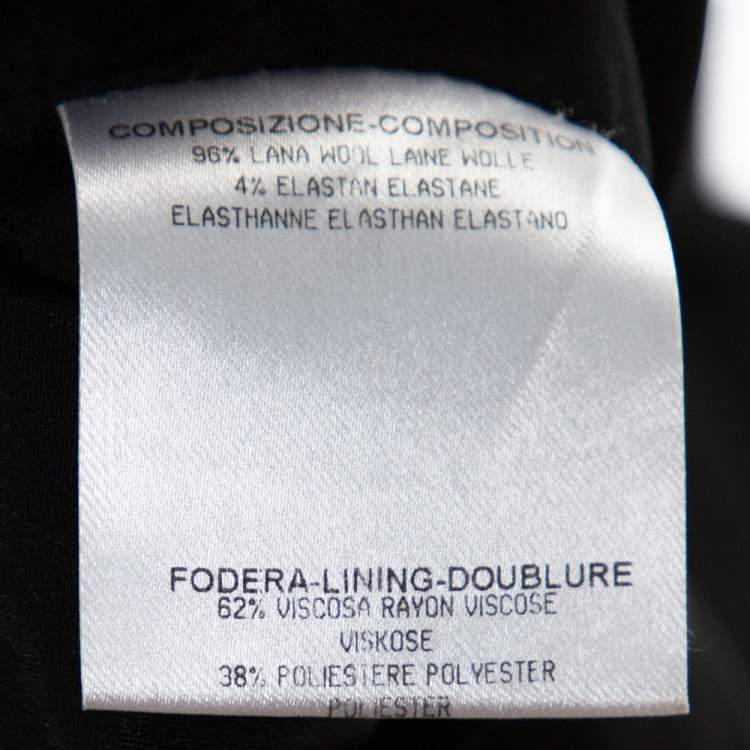 COMPOSIZIONE-COMPOSITION
96% LANA WOOL LAINE WOLLE
4% ELASTAN ELASTANE
ELASTHANNE ELASTHAN ELASTANO
FODERA-LINING-DOUBLURE
62% VISCOSA RAYON VISCOSE
VISKOSE
38% POLIESTERE POLYESTER
POLIESTER